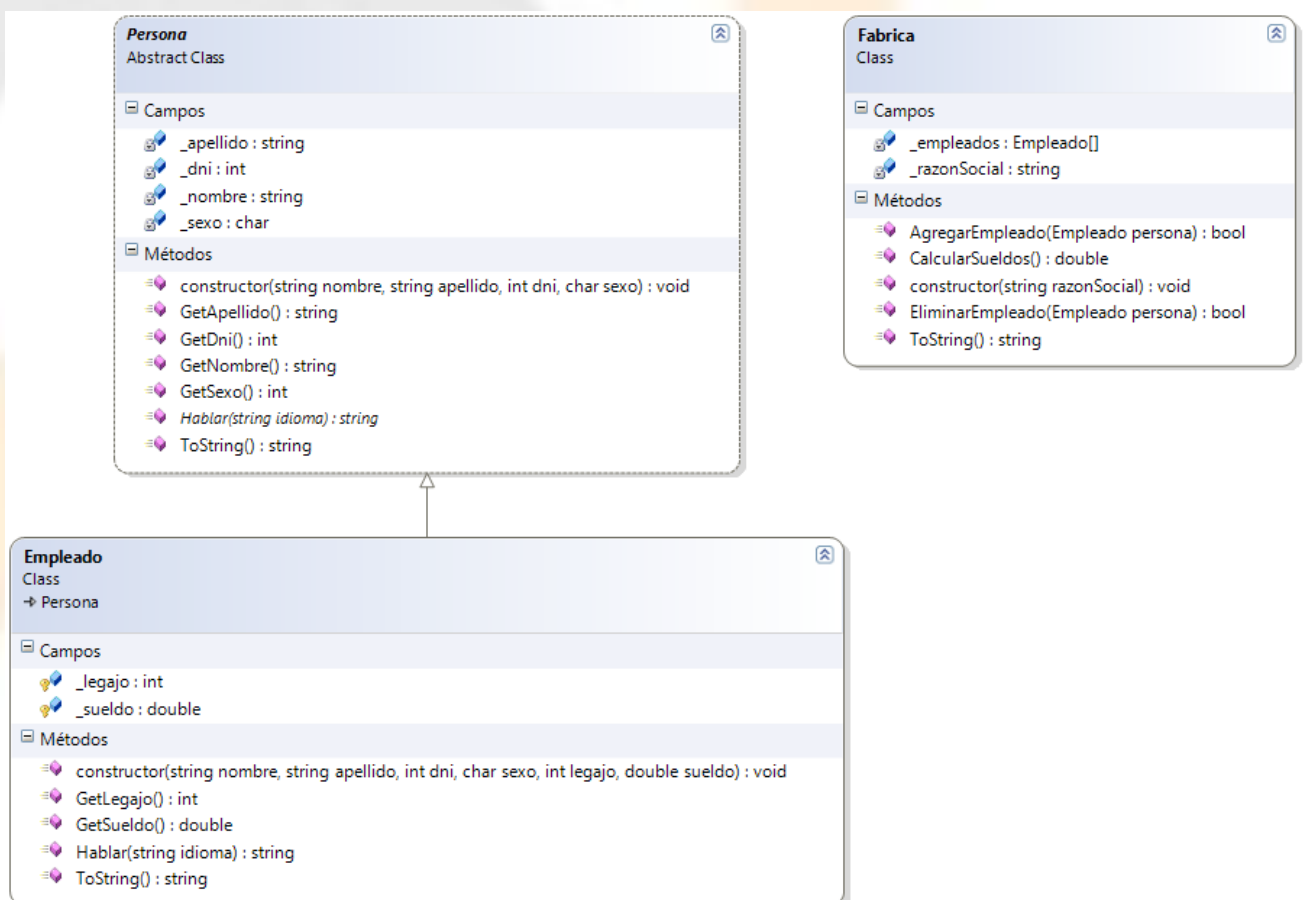 Persona
Abstract Class
Campos
_apellido : string
_dni : int
_nombre : string
_sexo : char
Métodos
constructor(string nombre, string apellido, int dni, char sexo) : void
GetApellido() : string
GetDni() : int
GetNombre() : string
GetSexo() : int
Hablar(string idioma) : string
ToString() : string
Fabrica
Class
Campos
_empleados : Empleado[]
_razonSocial : string
Métodos
AgregarEmpleado(Empleado persona) : bool
CalcularSueldos() : double
constructor(string razonSocial) : void
EliminarEmpleado(Empleado persona) : bool
ToString() : string
Empleado
Class
Persona
Campos
_legajo : int
_sueldo : double
Métodos
constructor(string nombre, string apellido, int dni, char sexo, int legajo, double sueldo) : void
GetLegajo() : int
GetSueldo() : double
Hablar(string idioma) : string
ToString() : string